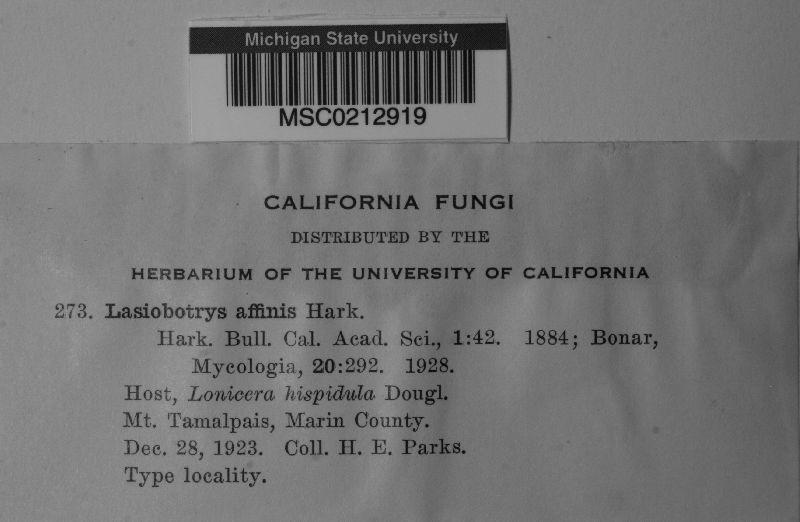 Michigan State University
MSC0212919
CALIFORNIA FUNGI
DISTRIBUTED BY THE
HERBARIUM OF THE UNIVERSITY OF CALIFORNIA
273. Lasiobotrys affinis Hark.
Hark. Bull. Cal. Acad. Sci., 1:42. 1884; Bonar,
Mycologia, 20:292. 1928.
Host, Lonicera hispidula Dougl.
Mt. Tamalpais, Marin County.
Dec. 28, 1923. Coll. H. E. Parks.
Type locality.